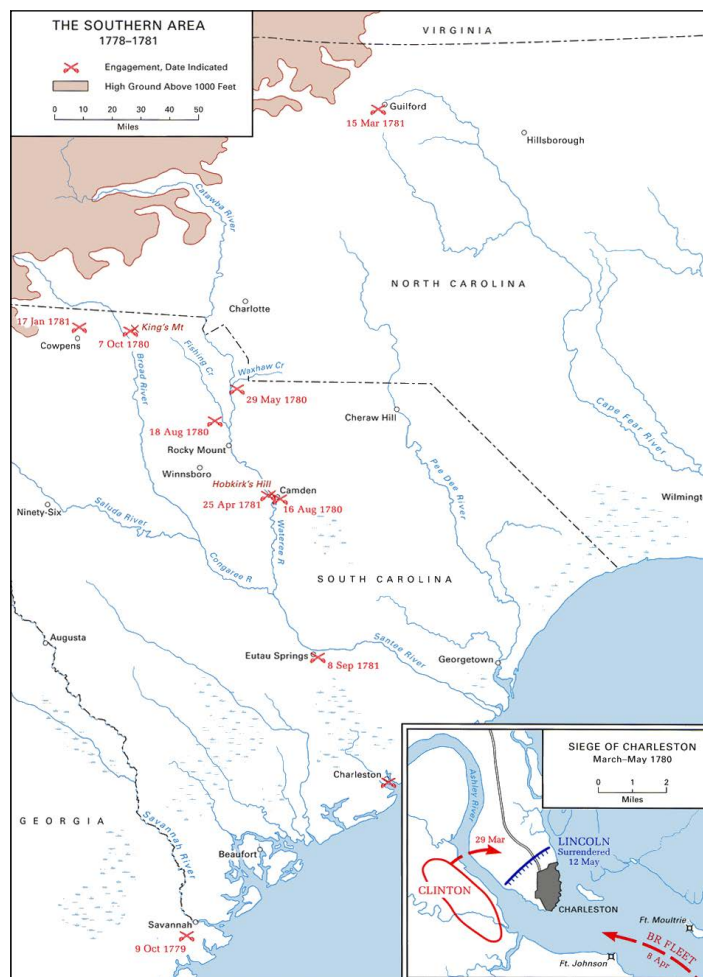 THE SOUTHERN AREA
1778–1781
Engagement, Date Indicated
High Ground Above 1000 Feet
0 10 20 30 40 50
Miles
VIRGINIA
Guilford
15 Mar 1781
Hillsborough
Catawba River
NORTH CAROLINA
Charlotte
17 Jan 1781
Cowpens
King's Mt
7 Oct 1780
Broad River
Fishing Cr
Waxhaw Cr
29 May 1780
18 Aug 1780
Cheraw Hill
Cape Fear River
Rocky Mount
Winnsboro
Pee Dee River
Hobkirk's Hill
Camden
25 Apr 1781
16 Aug 1780
Wilmingt
Ninety-Six
Saluda River
Wateree R
Congaree R
SOUTH CAROLINA
Augusta
Eutau Springs
8 Sep 1781
Santee River
Georgetown
Charleston
GEORGIA
Savannah River
Beaufort
Savannah
9 Oct 1779
SIEGE OF CHARLESTON
March–May 1780
0 1 2
Miles
Ashley River
29 Mar
LINCOLN
Surrendered
12 May
CLINTON
CHARLESTON
Ft. Moultrie
BR FLEET
8 Apr
Ft. Johnson